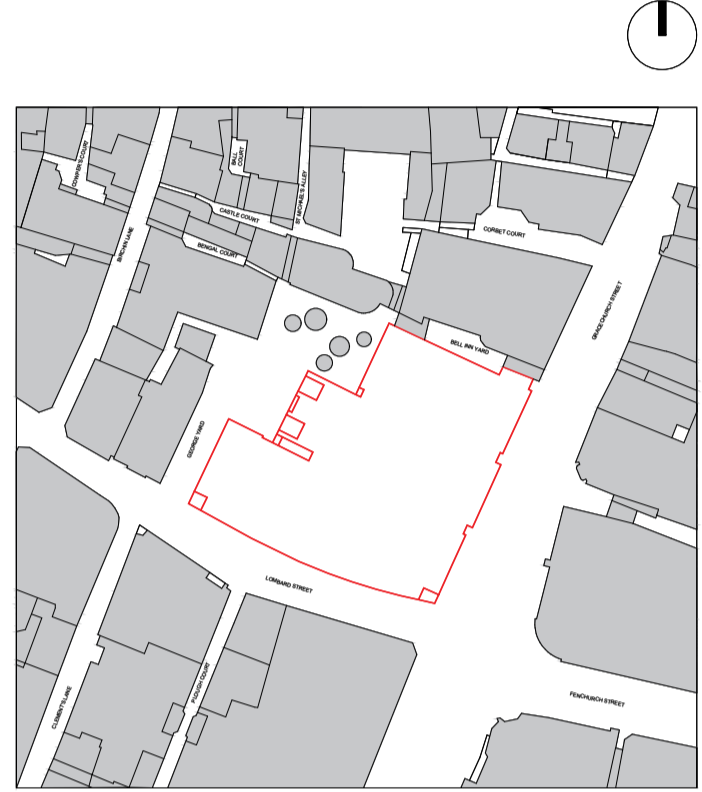 COWPER'S COURT
BALL
COURT
ST MICHAEL'S ALLEY
CASTLE COURT
BENGAL COURT
BIRCHIN LANE
CORBET COURT
GRACECHURCH STREET
BELL INN YARD
GEORGE YARD
LOMBARD STREET
PLOUGH COURT
CLEMENT'S LANE
FENCHURCH STREET